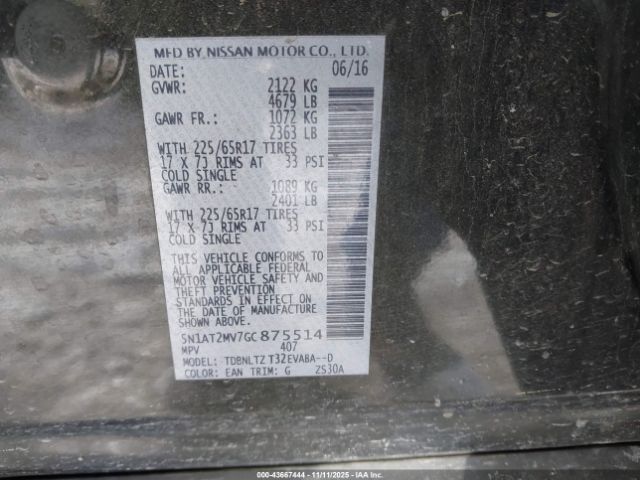 MFD BY NISSAN MOTOR CO., LTD.
DATE: 06/16
GVWR: 2122 KG
4679 LB
GAWR FR.: 1072 KG
2363 LB
WITH 225/65R17 TIRES
17 X 7J RIMS AT 33 PSI
COLD SINGLE
GAWR RR.: 1089 KG
2401 LB
WITH 225/65R17 TIRES
17 X 7J RIMS AT 33 PSI
COLD SINGLE
THIS VEHICLE CONFORMS TO
ALL APPLICABLE FEDERAL
MOTOR VEHICLE SAFETY AND
THEFT PREVENTION
STANDARDS IN EFFECT ON
THE DATE OF MANUFACTURE
SHOWN ABOVE.
5N1AT2MV7GC875514
MPV 407
MODEL: TDBNLTZ T32EVABA--D
COLOR: EAN TRIM: G ZS30A
000-43667444 - 11/11/2025 - IAAI